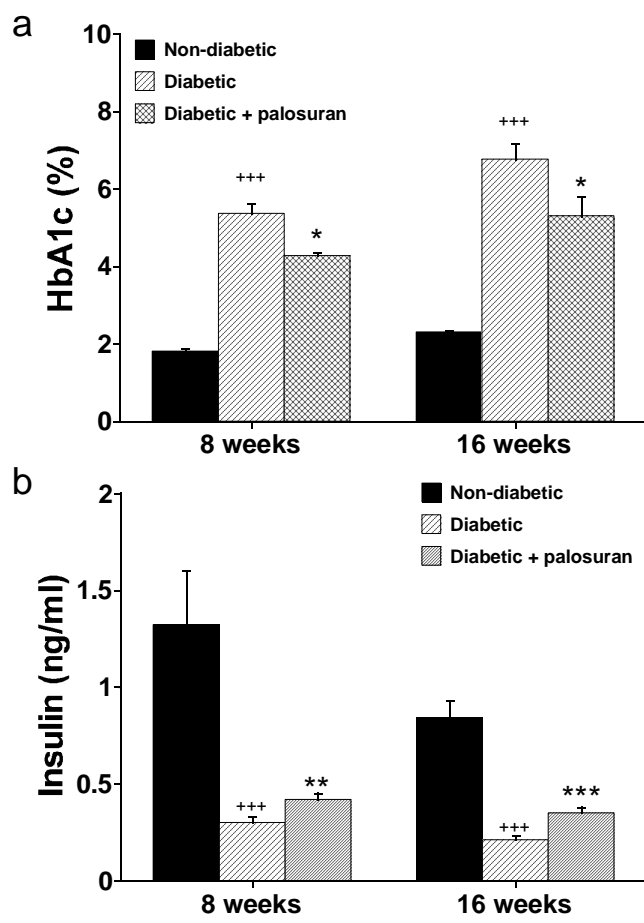 a
10
Non-diabetic
Diabetic
Diabetic + palosuran
8
6
4
2
0
HbA1c (%)
+++
*
+++
*
8 weeks
16 weeks
b
2
Non-diabetic
Diabetic
Diabetic + palosuran
1.5
1
0.5
0
Insulin (ng/ml)
+++
**
+++
***
8 weeks
16 weeks